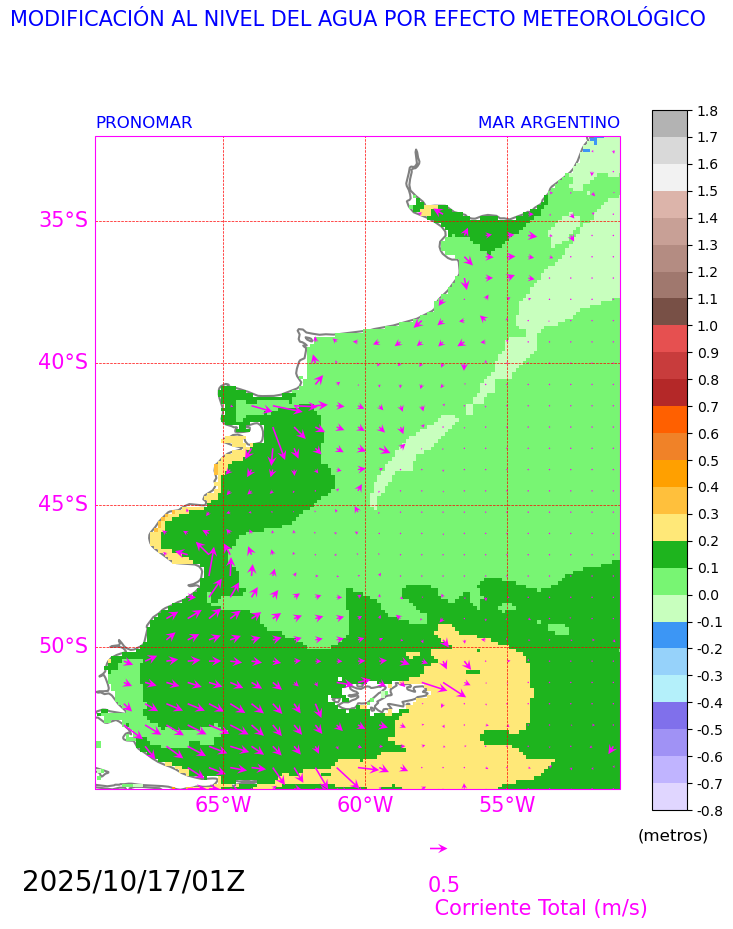 MODIFICACIÓN AL NIVEL DEL AGUA POR EFECTO METEOROLÓGICO
PRONOMAR
MAR ARGENTINO
35°S
40°S
45°S
50°S
65°W
60°W
55°W
1.8
1.7
1.6
1.5
1.4
1.3
1.2
1.1
1.0
0.9
0.8
0.7
0.6
0.5
0.4
0.3
0.2
0.1
0.0
-0.1
-0.2
-0.3
-0.4
-0.5
-0.6
-0.7
-0.8
(metros)
2025/10/17/01Z
0.5
Corriente Total (m/s)